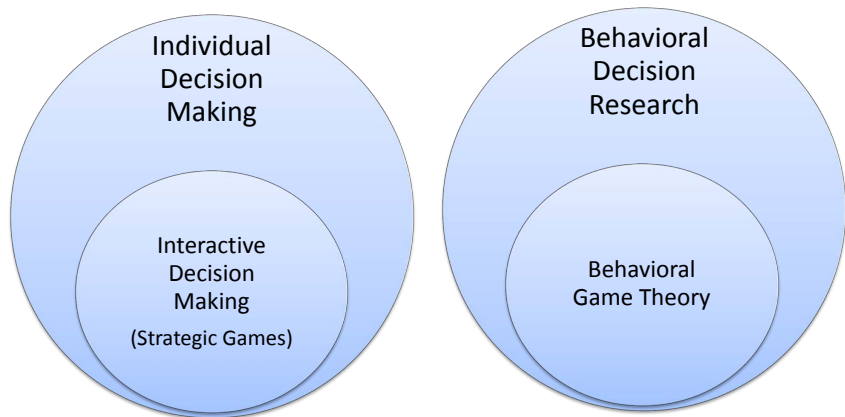 Individual
Decision
Making
Interactive
Decision
Making
(Strategic Games)
Behavioral
Decision
Research
Behavioral
Game Theory